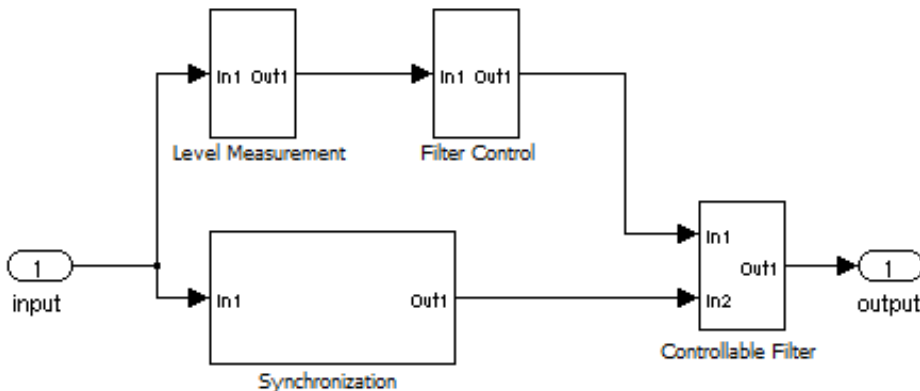 In1 Out1
Level Measurement
In1 Out1
Filter Control
1
input
In1 Out1
Synchronization
In1
In2
Out1
Controllable Filter
1
output